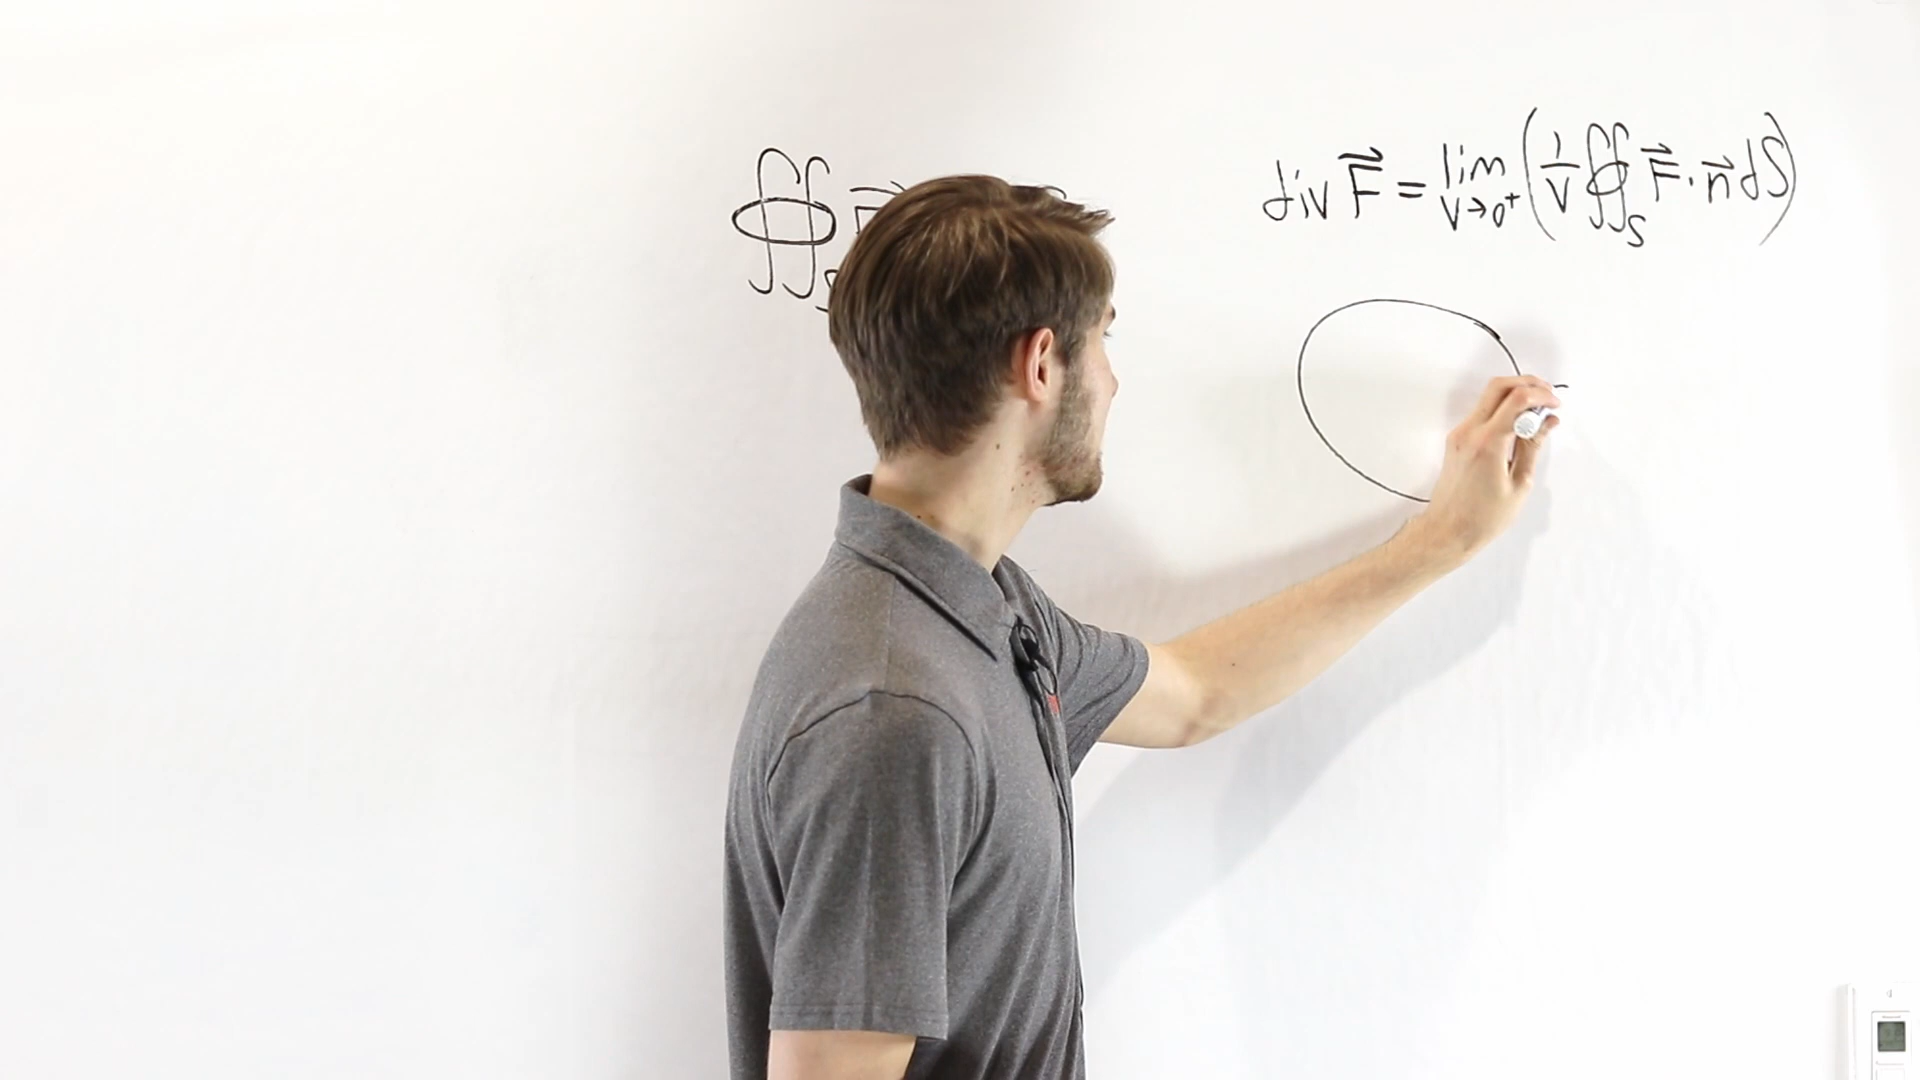 ∯_S F⃗
div F⃗ = lim_{V→0⁺} (1/V ∯_S F⃗ · n⃗ dS)